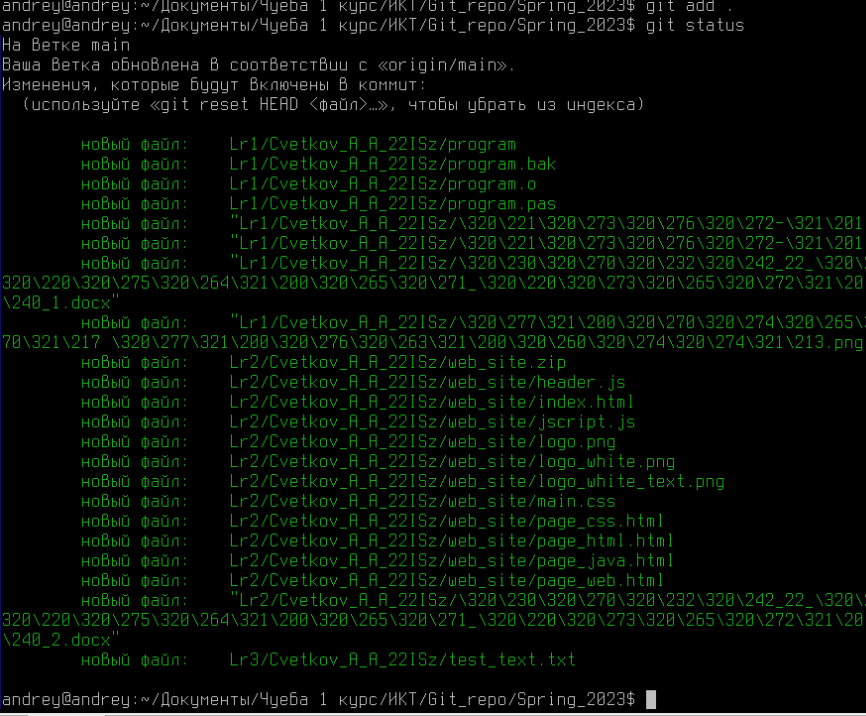 andrey@andrey:~/Документы/Чуеба 1 курс/ИКТ/Git_repo/Spring_2023$ git add .
andrey@andrey:~/Документы/Чуеба 1 курс/ИКТ/Git_repo/Spring_2023$ git status
На ветке main
Ваша ветка обновлена в соответствии с «origin/main».
Изменения, которые будут включены в коммит:
(используйте «git reset HEAD <файл>…», чтобы убрать из индекса)
новый файл: Lr1/Cvetkov_A_A_22ISz/program
новый файл: Lr1/Cvetkov_A_A_22ISz/program.bak
новый файл: Lr1/Cvetkov_A_A_22ISz/program.o
новый файл: Lr1/Cvetkov_A_A_22ISz/program.pas
новый файл: "Lr1/Cvetkov_A_A_22ISz/\320\221\320\273\320\276\320\272-\321\201
новый файл: "Lr1/Cvetkov_A_A_22ISz/\320\221\320\273\320\276\320\272-\321\201
новый файл: "Lr1/Cvetkov_A_A_22ISz/\320\230\320\270\320\232\320\242_22_\320\
320\220\320\275\320\264\321\200\320\265\320\271_\320\220\320\273\320\265\320\272\321\20
\240_1.docx"
новый файл: "Lr1/Cvetkov_A_A_22ISz/\320\277\321\200\320\270\320\274\320\265\
70\321\217 \320\277\321\200\320\276\320\263\321\200\320\260\320\274\320\274\321\213.png
новый файл: Lr2/Cvetkov_A_A_22ISz/web_site.zip
новый файл: Lr2/Cvetkov_A_A_22ISz/web_site/header.js
новый файл: Lr2/Cvetkov_A_A_22ISz/web_site/index.html
новый файл: Lr2/Cvetkov_A_A_22ISz/web_site/jscript.js
новый файл: Lr2/Cvetkov_A_A_22ISz/web_site/logo.png
новый файл: Lr2/Cvetkov_A_A_22ISz/web_site/logo_white.png
новый файл: Lr2/Cvetkov_A_A_22ISz/web_site/logo_white_text.png
новый файл: Lr2/Cvetkov_A_A_22ISz/web_site/main.css
новый файл: Lr2/Cvetkov_A_A_22ISz/web_site/page_css.html
новый файл: Lr2/Cvetkov_A_A_22ISz/web_site/page_html.html
новый файл: Lr2/Cvetkov_A_A_22ISz/web_site/page_java.html
новый файл: Lr2/Cvetkov_A_A_22ISz/web_site/page_web.html
новый файл: "Lr2/Cvetkov_A_A_22ISz/\320\230\320\270\320\232\320\242_22_\320\
320\220\320\275\320\264\321\200\320\265\320\271_\320\220\320\273\320\265\320\272\321\20
\240_2.docx"
новый файл: Lr3/Cvetkov_A_A_22ISz/test_text.txt
andrey@andrey:~/Документы/Чуеба 1 курс/ИКТ/Git_repo/Spring_2023$